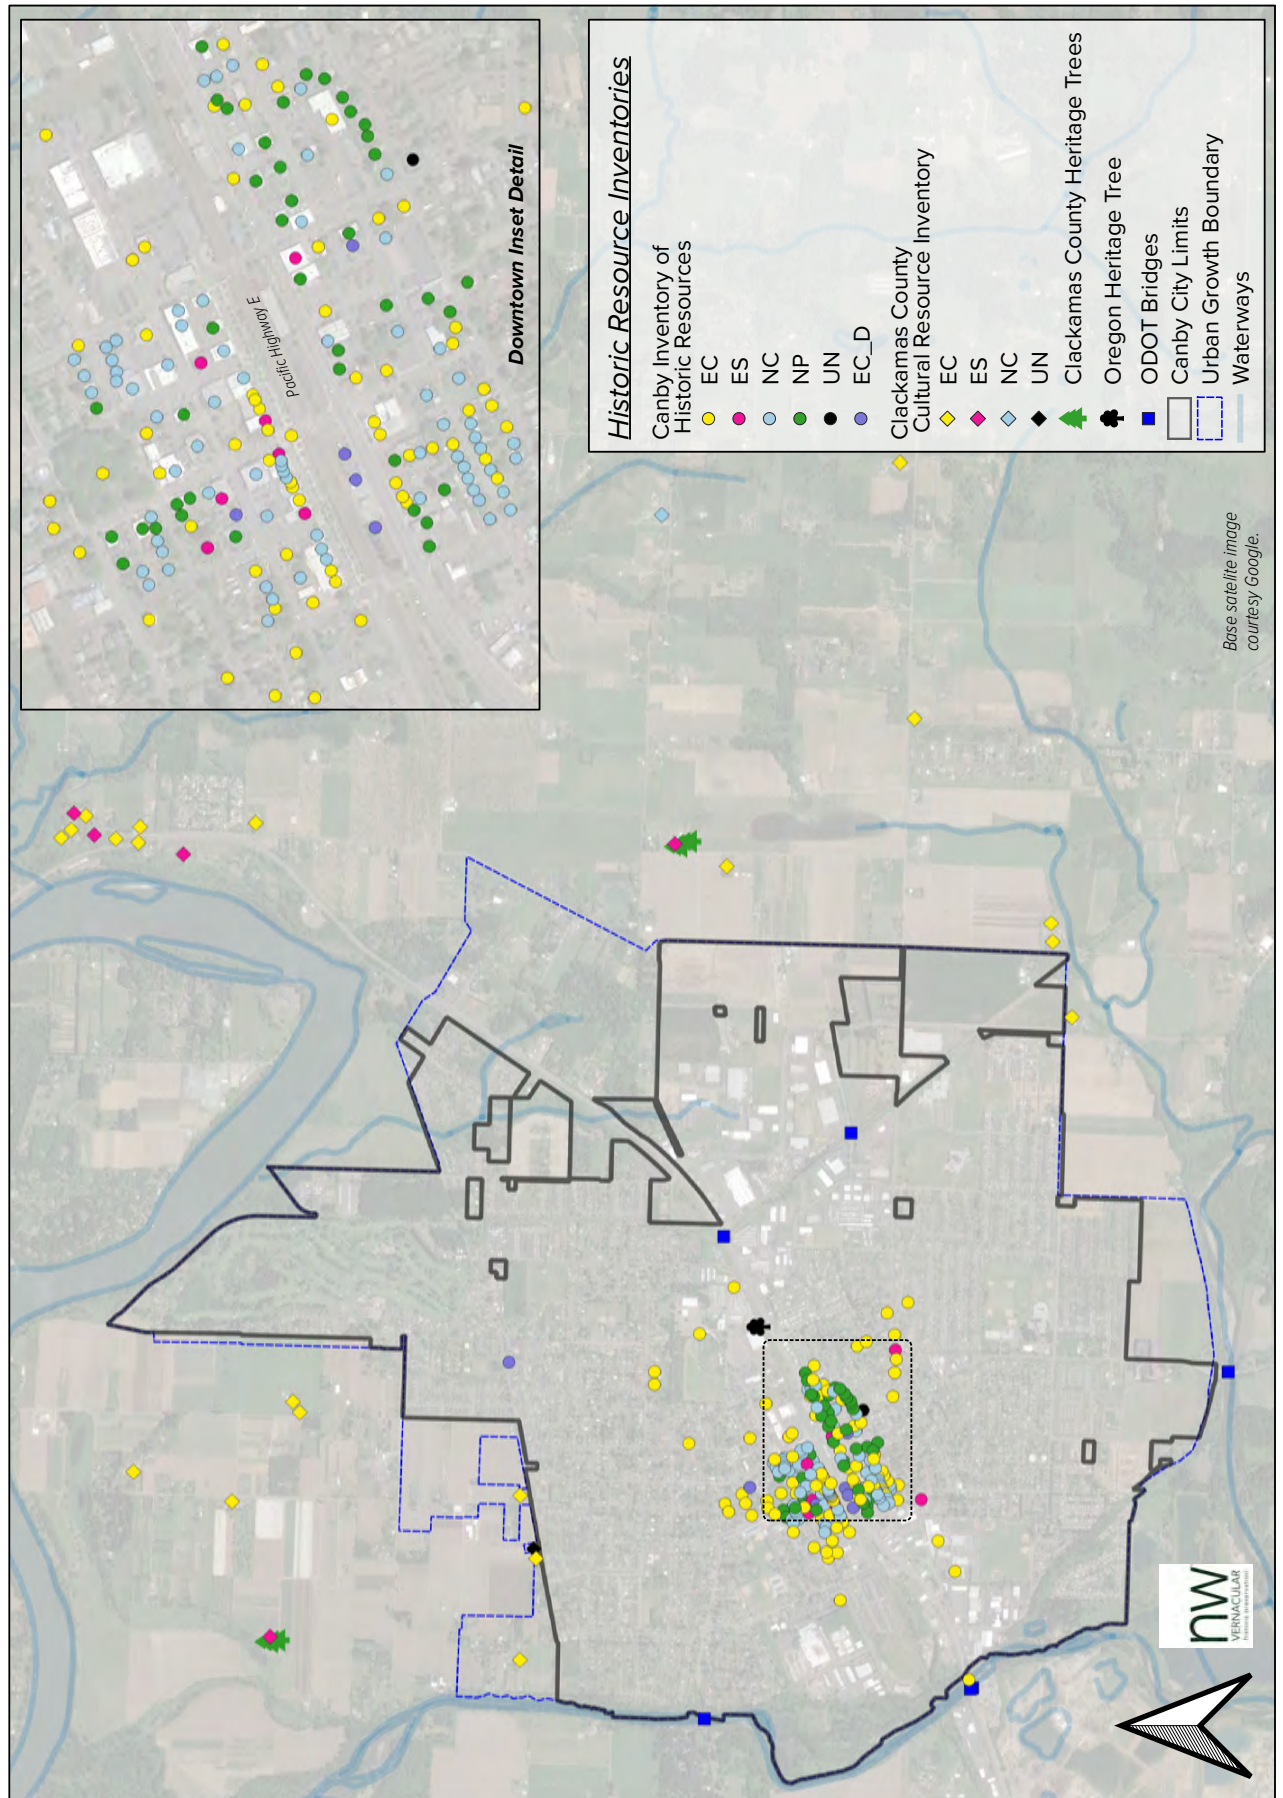 Pacific Highway E
Downtown Inset Detail
Historic Resource Inventories
Canby Inventory of
Historic Resources
EC
ES
NC
NP
UN
EC_D
Clackamas County
Cultural Resource Inventory
EC
ES
NC
UN
Clackamas County Heritage Trees
Oregon Heritage Tree
ODOT Bridges
Canby City Limits
Urban Growth Boundary
Waterways
Base satelite image
courtesy Google.
nw
VERNACULAR